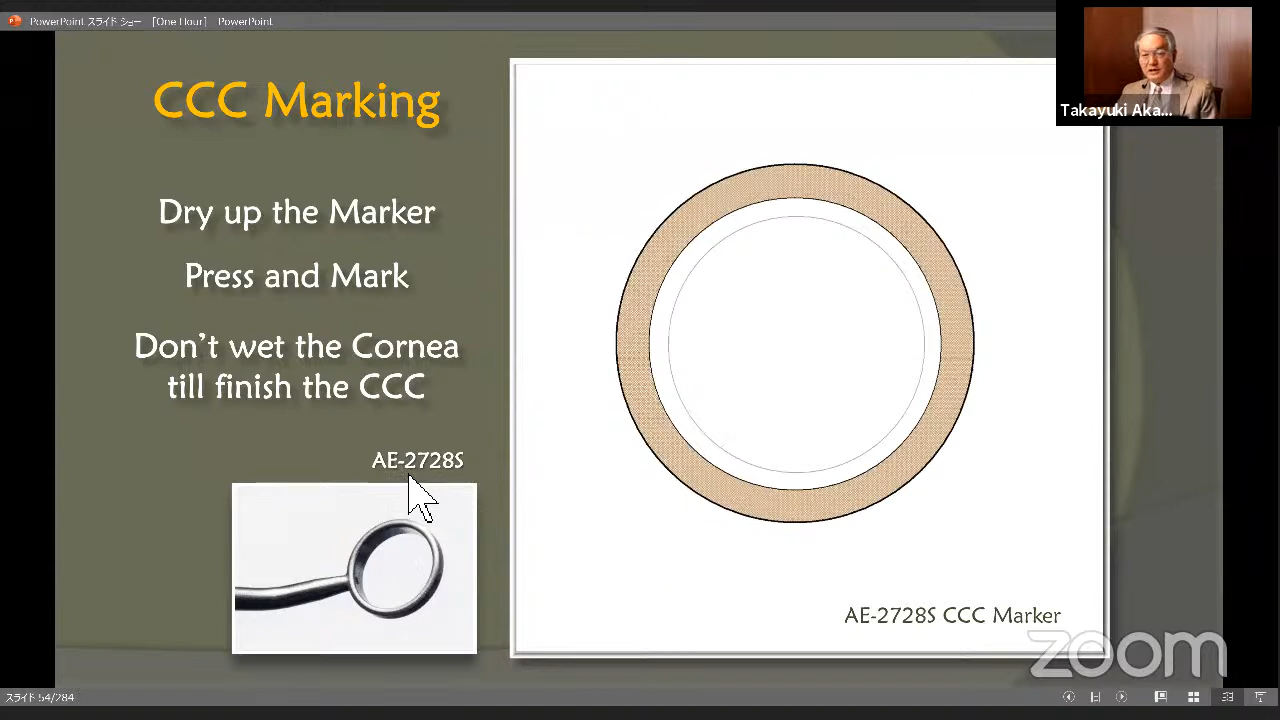 PowerPoint スライド ショー - [One Hour] - PowerPoint
Takayuki Aka...
CCC Marking
Dry up the Marker
Press and Mark
Don't wet the Cornea
till finish the CCC
AE-2728S
AE-2728S CCC Marker
zoom
スライド 54/284